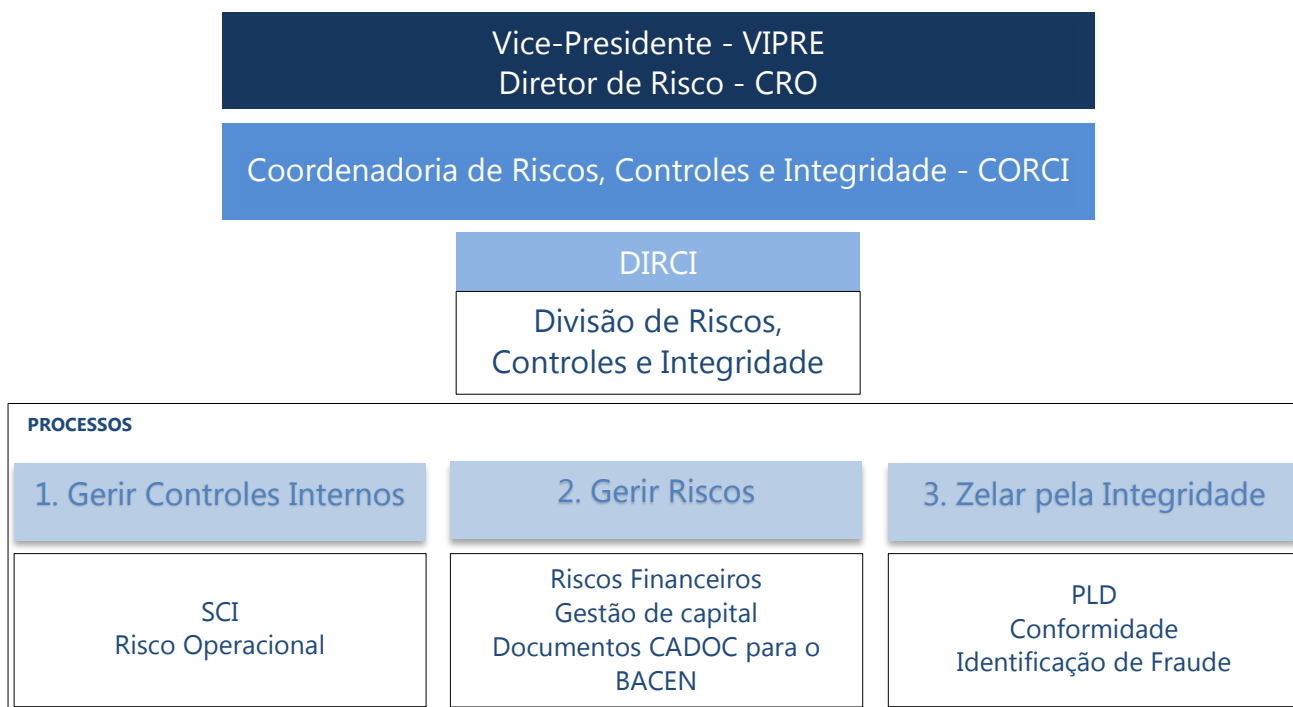 Vice-Presidente - VIPRE
Diretor de Risco - CRO
Coordenadoria de Riscos, Controles e Integridade - CORCI
DIRCI
Divisão de Riscos,
Controles e Integridade
PROCESSOS
1. Gerir Controles Internos
2. Gerir Riscos
3. Zelar pela Integridade
SCI
Risco Operacional
Riscos Financeiros
Gestão de capital
Documentos CADOC para o
BACEN
PLD
Conformidade
Identificação de Fraude